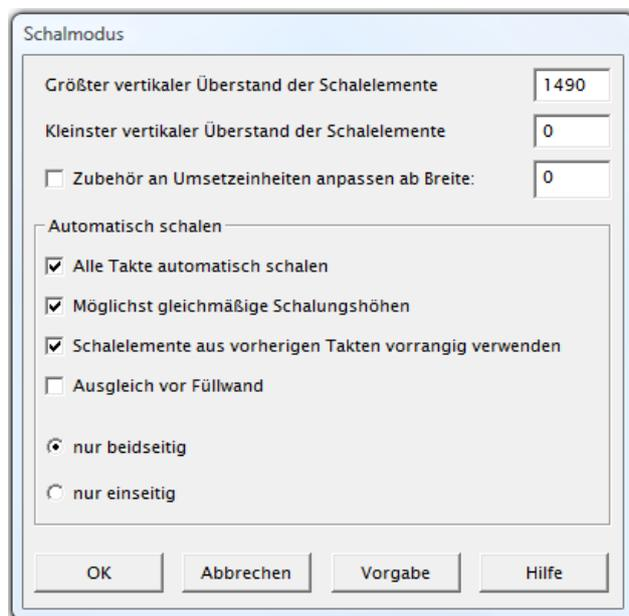 Schalmodus
Größter vertikaler Überstand der Schalelemente 1490
Kleinster vertikaler Überstand der Schalelemente 0
Zubehör an Umsetzeinheiten anpassen ab Breite: 0
Automatisch schalen
Alle Takte automatisch schalen
Möglichst gleichmäßige Schalungshöhen
Schalelemente aus vorherigen Takten vorrangig verwenden
Ausgleich vor Füllwand
nur beidseitig
nur einseitig
OK Abbrechen Vorgabe Hilfe